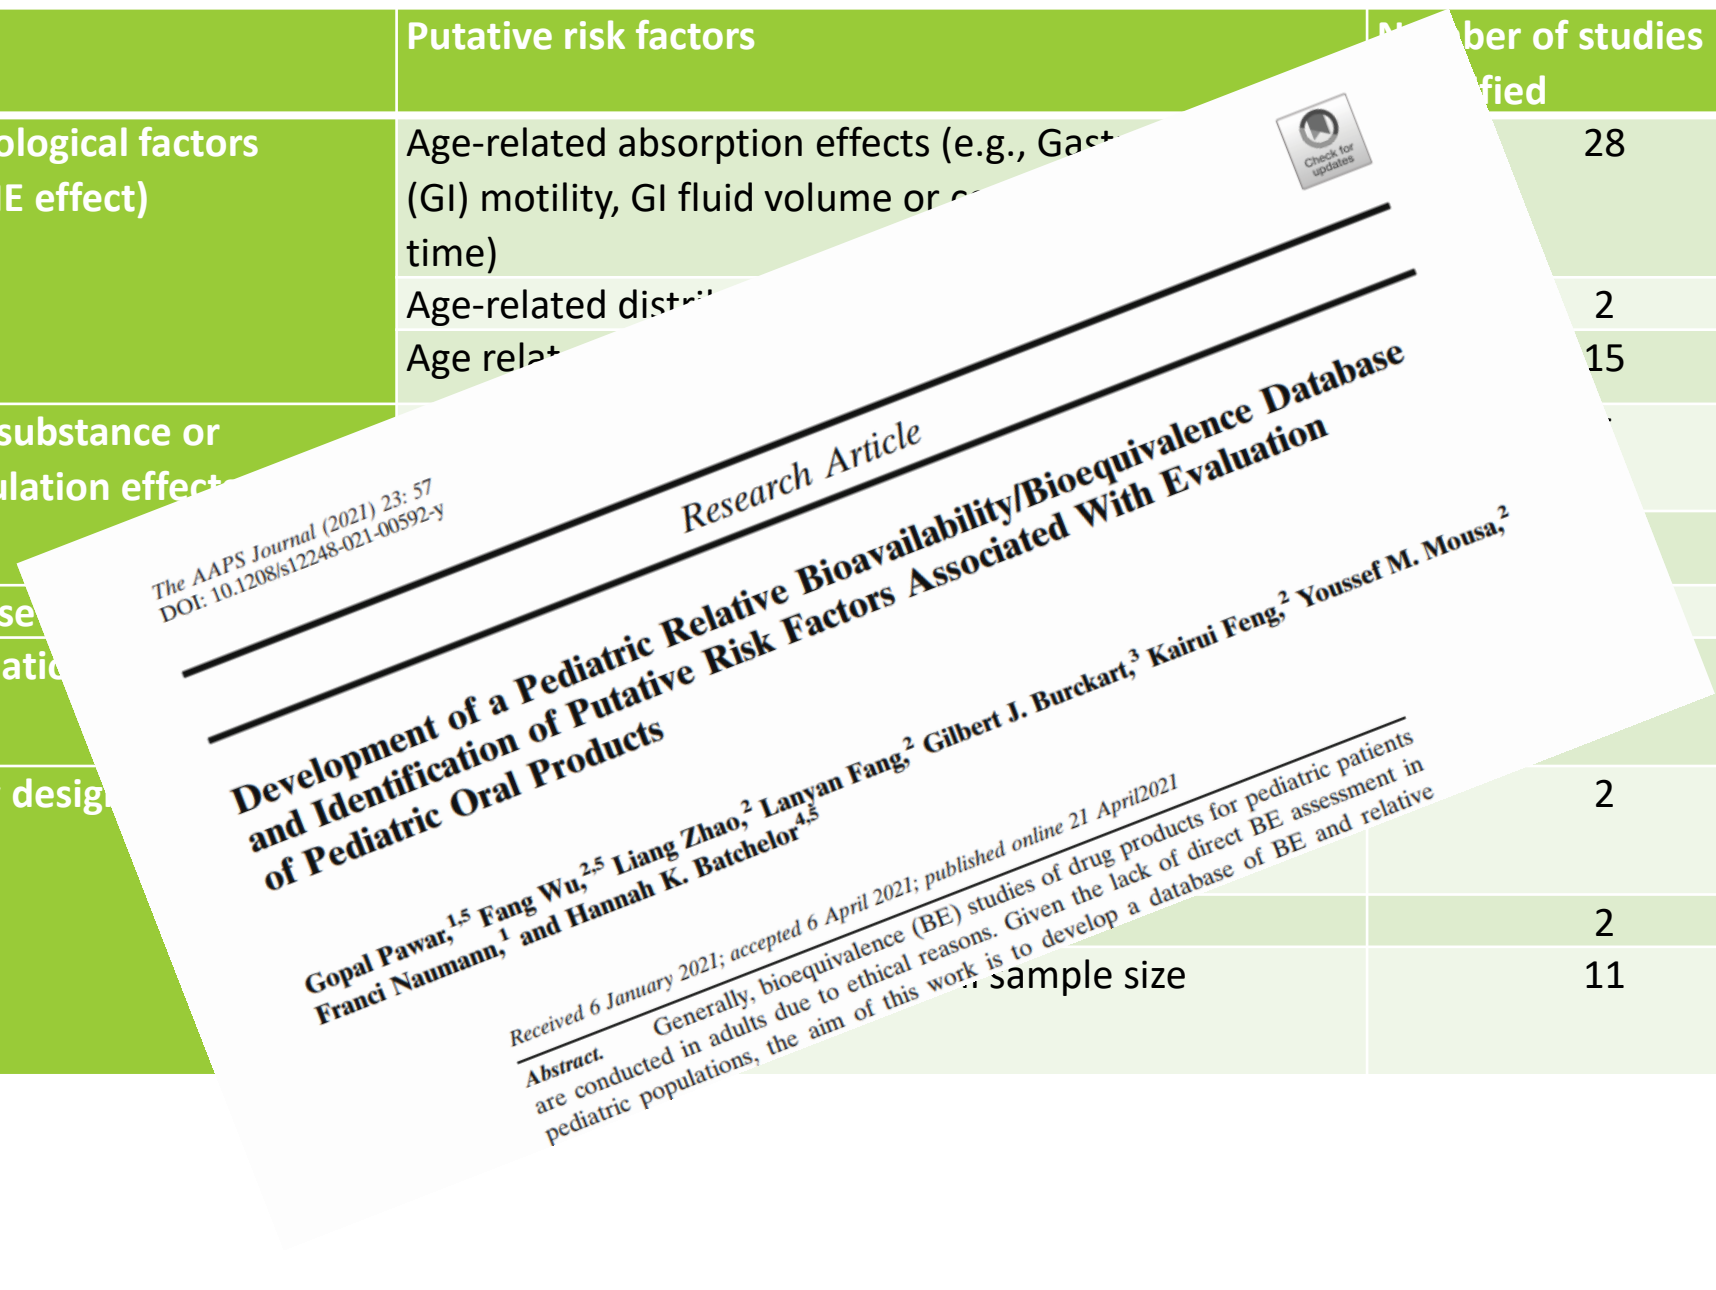 Putative risk factors
ber of studies
fied
ological factors
IE effect)
Age-related absorption effects (e.g., Gast
(GI) motility, GI fluid volume or
time)
28
Age-related distri
2
Age relat
15
substance or
ulation effect
se
atio
desig
2
2
sample size
11
Check for
updates
The AAPS Journal (2021) 23: 57
DOI: 10.1208/s12248-021-00592-y
Research Article
Development of a Pediatric Relative Bioavailability/Bioequivalence Database
and Identification of Putative Risk Factors Associated With Evaluation
of Pediatric Oral Products
Gopal Pawar,1,5 Fang Wu,2,5 Liang Zhao,2 Lanyan Fang,2 Gilbert J. Burckart,3 Kairui Feng,2 Youssef M. Mousa,2
Franci Naumann,1 and Hannah K. Batchelor4,5
Received 6 January 2021; accepted 6 April 2021; published online 21 April2021
Abstract. Generally, bioequivalence (BE) studies of drug products for pediatric patients
are conducted in adults due to ethical reasons. Given the lack of direct BE assessment in
pediatric populations, the aim of this work is to develop a database of BE and relative